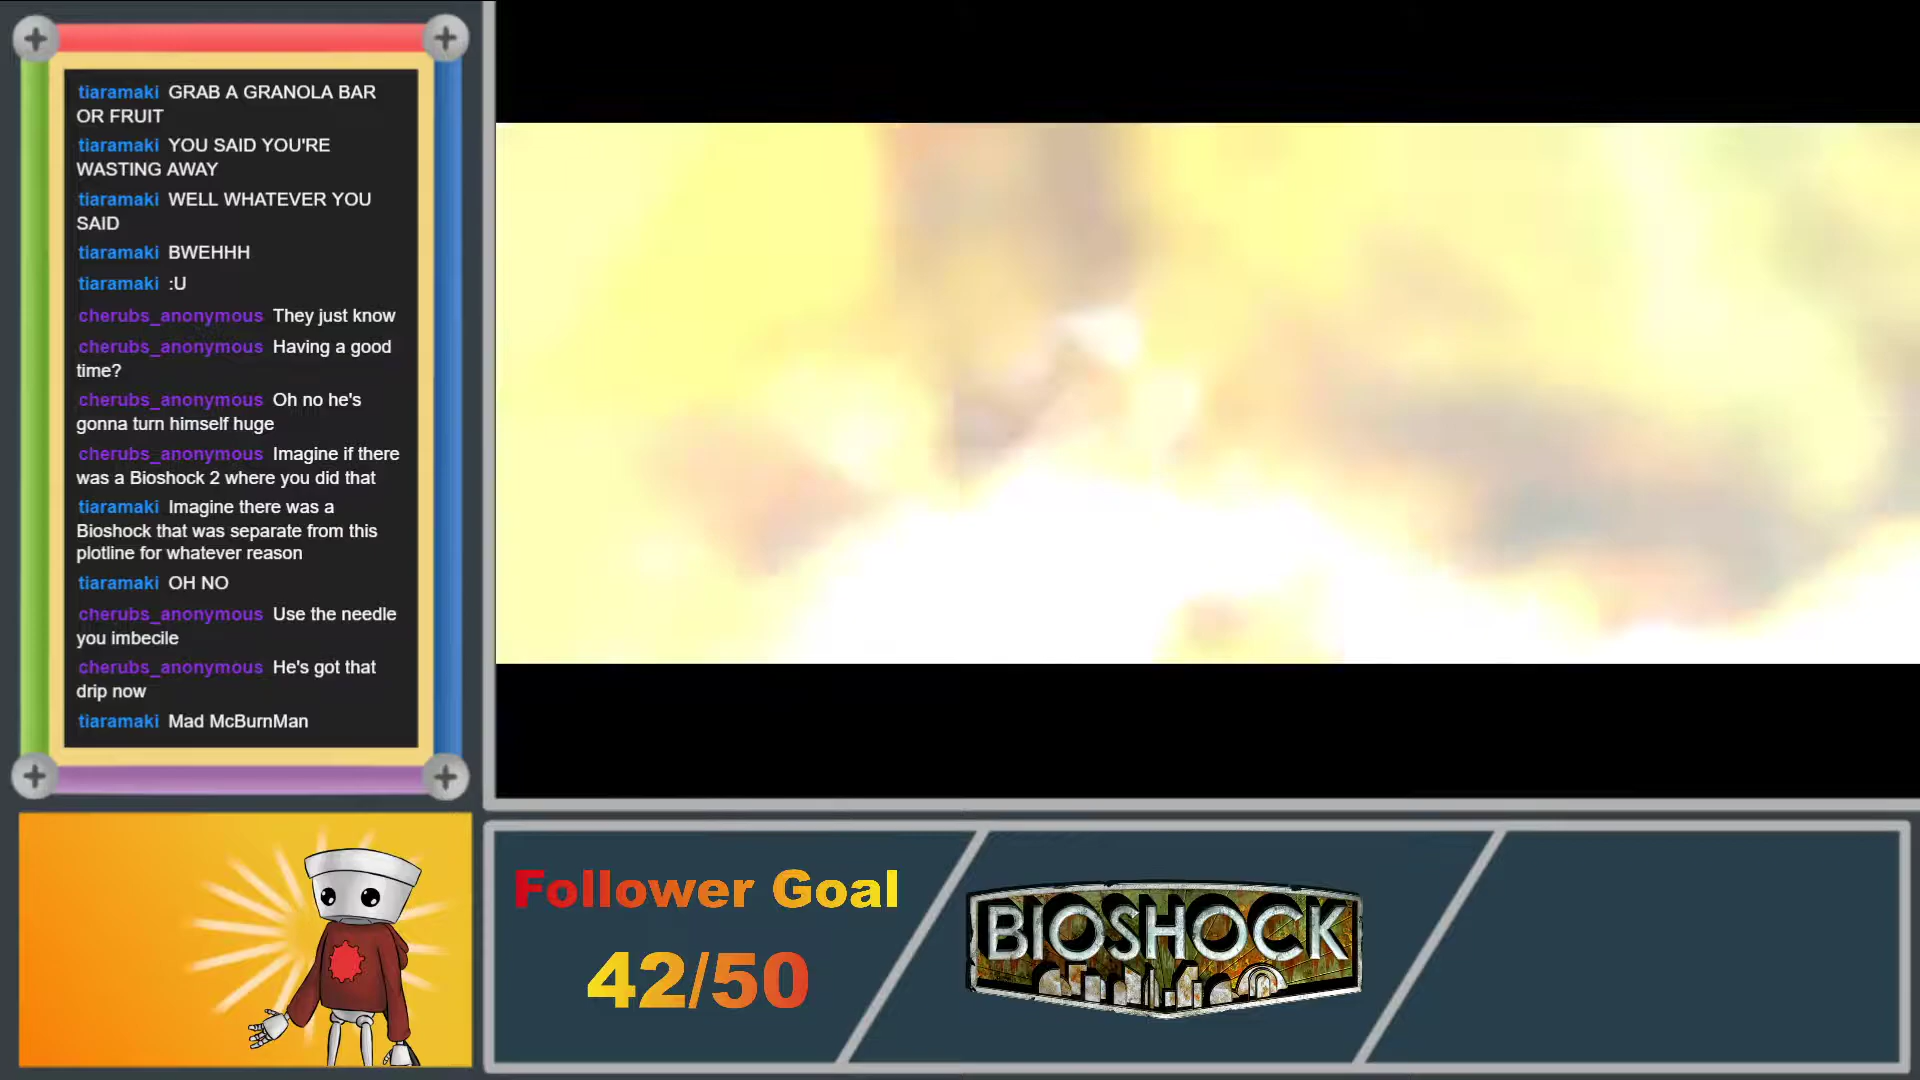 tiaramaki GRAB A GRANOLA BAR
OR FRUIT
tiaramaki YOU SAID YOU'RE
WASTING AWAY
tiaramaki WELL WHATEVER YOU
SAID
tiaramaki BWEHHH
tiaramaki :U
cherubs_anonymous They just know
cherubs_anonymous Having a good
time?
cherubs_anonymous Oh no he's
gonna turn himself huge
cherubs_anonymous Imagine if there
was a Bioshock 2 where you did that
tiaramaki Imagine there was a
Bioshock that was separate from this
plotline for whatever reason
tiaramaki OH NO
cherubs_anonymous Use the needle
you imbecile
cherubs_anonymous He's got that
drip now
tiaramaki Mad McBurnMan
Follower Goal
42/50
BIOSHOCK